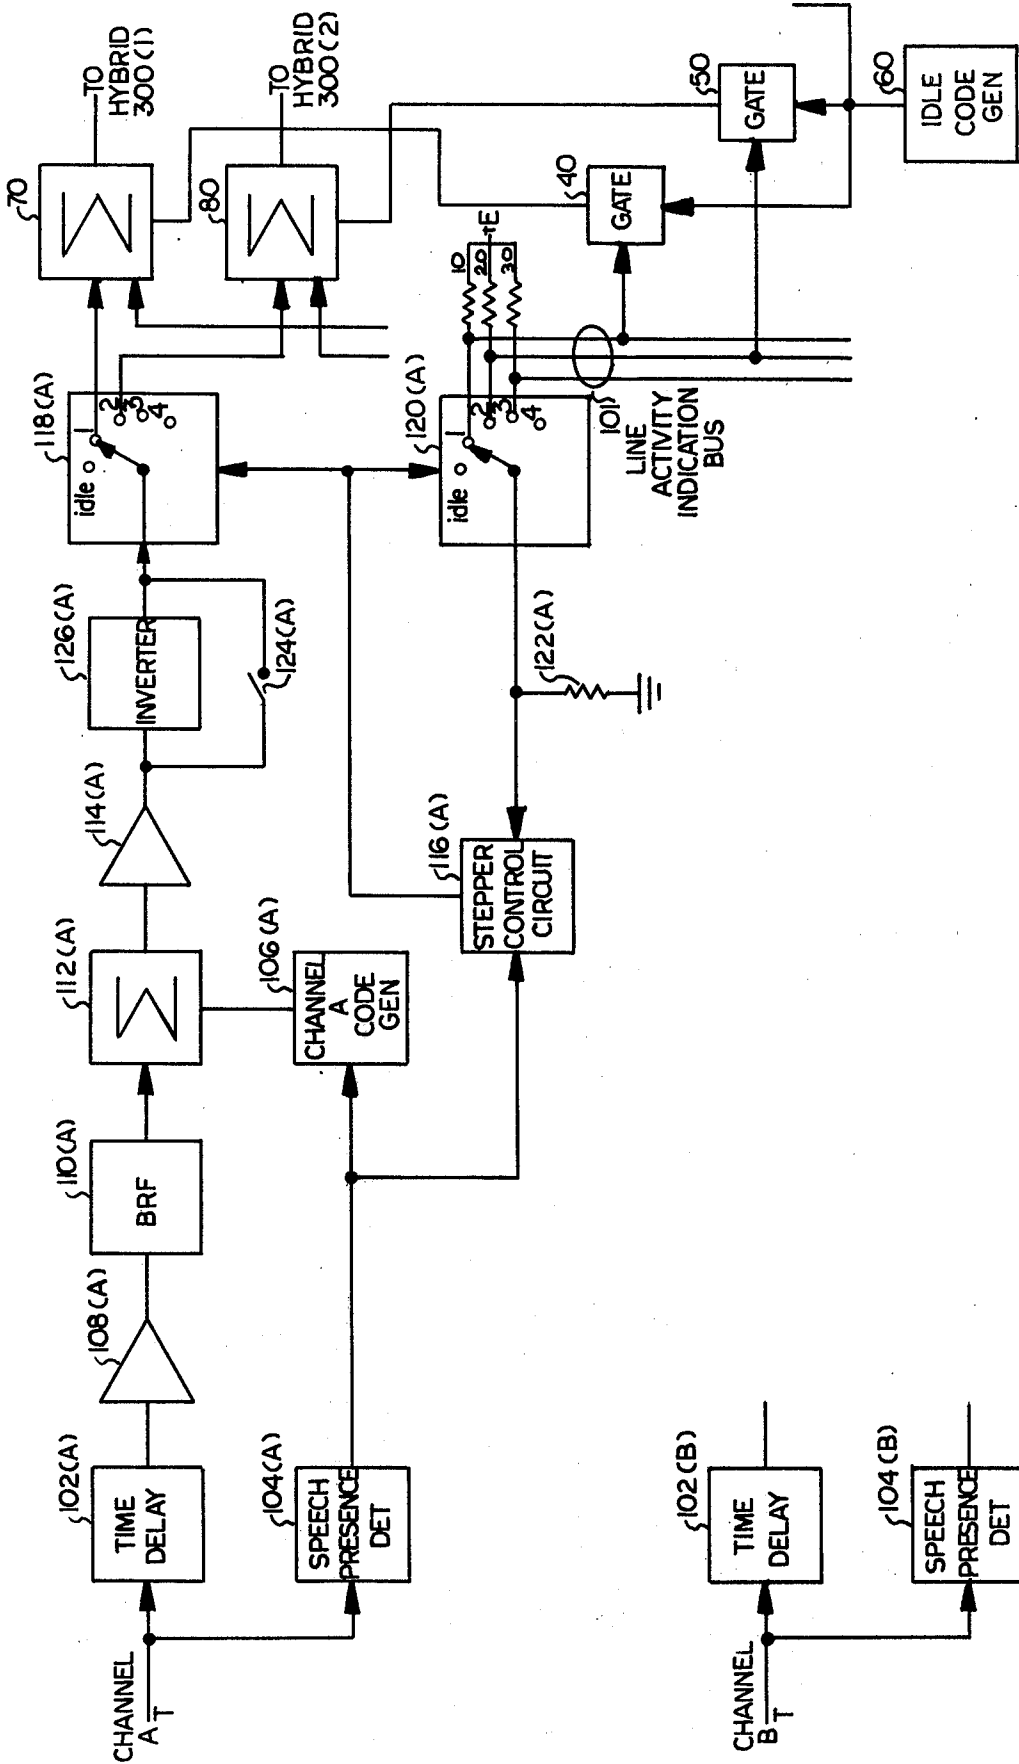 CHANNEL
A T
102(A)
TIME
DELAY
108(A)
110(A)
BRF
112(A)
Σ
114(A)
126(A)
INVERTER
124(A)
118(A)
idle
1
2
3
4
70
Σ
TO
HYBRID
300(1)
80
Σ
TO
HYBRID
300(2)
104(A)
SPEECH
PRESENCE
DET
106(A)
CHANNEL
A
CODE
GEN
116(A)
STEPPER
CONTROL
CIRCUIT
122(A)
120(A)
idle
1
2
3
4
10
20
30
+E
101
LINE
ACTIVITY
INDICATION
BUS
40
GATE
50
GATE
60
IDLE
CODE
GEN
CHANNEL
B T
102(B)
TIME
DELAY
104(B)
SPEECH
PRESENCE
DET